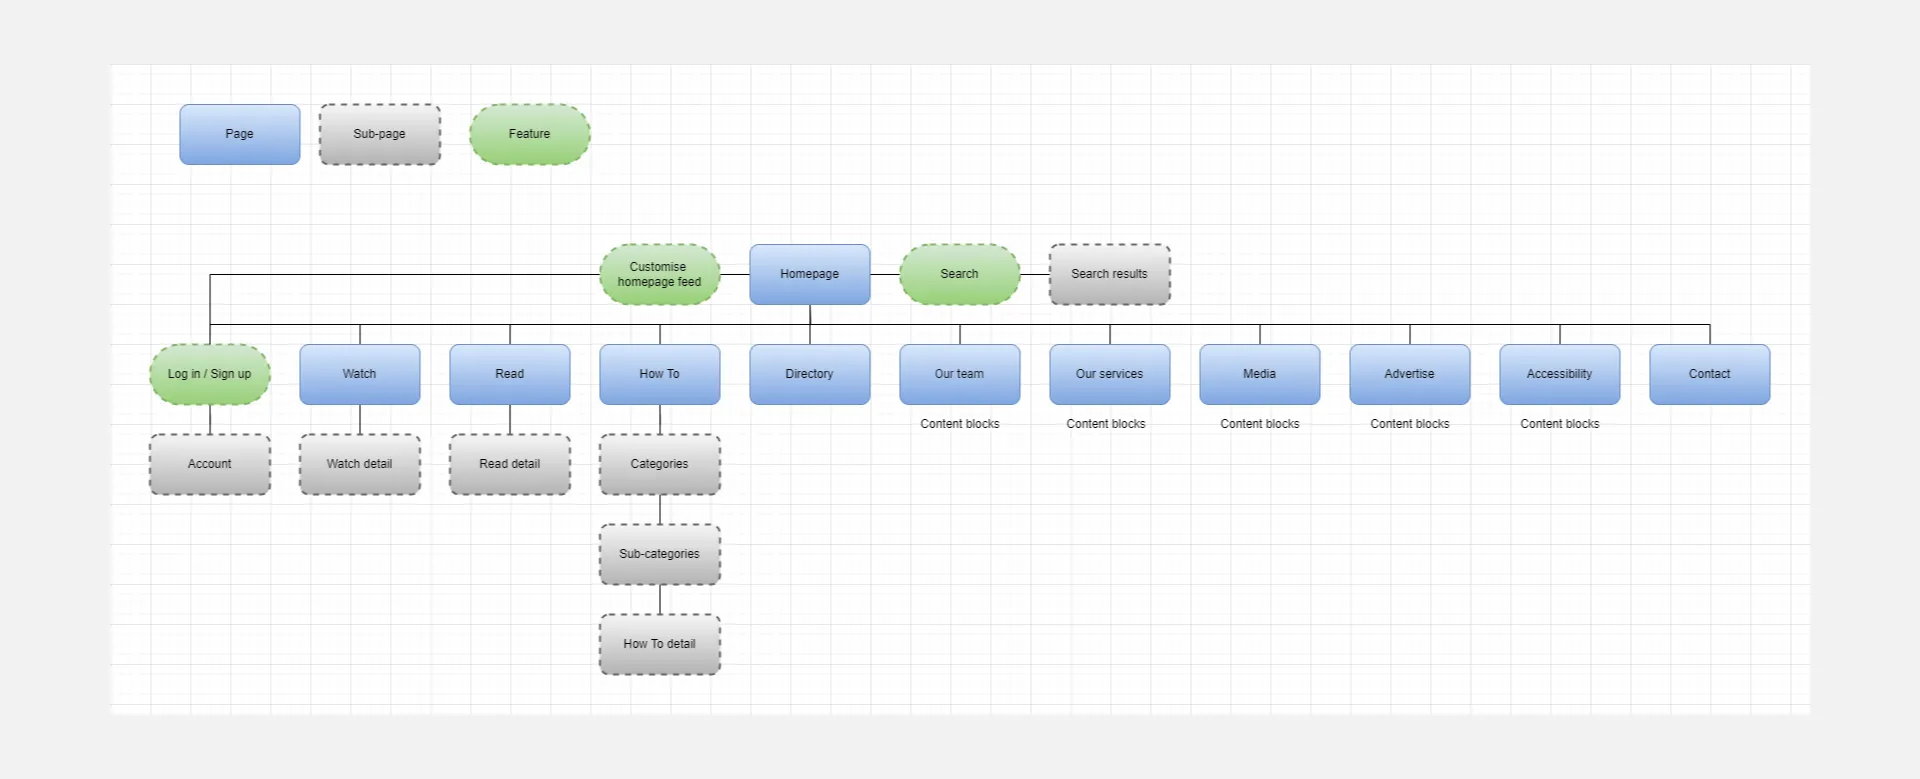 Page
Sub-page
Feature
Customise
homepage feed
Homepage
Search
Search results
Log in / Sign up
Watch
Read
How To
Directory
Our team
Our services
Media
Advertise
Accessibility
Contact
Content blocks
Content blocks
Content blocks
Content blocks
Content blocks
Account
Watch detail
Read detail
Categories
Sub-categories
How To detail